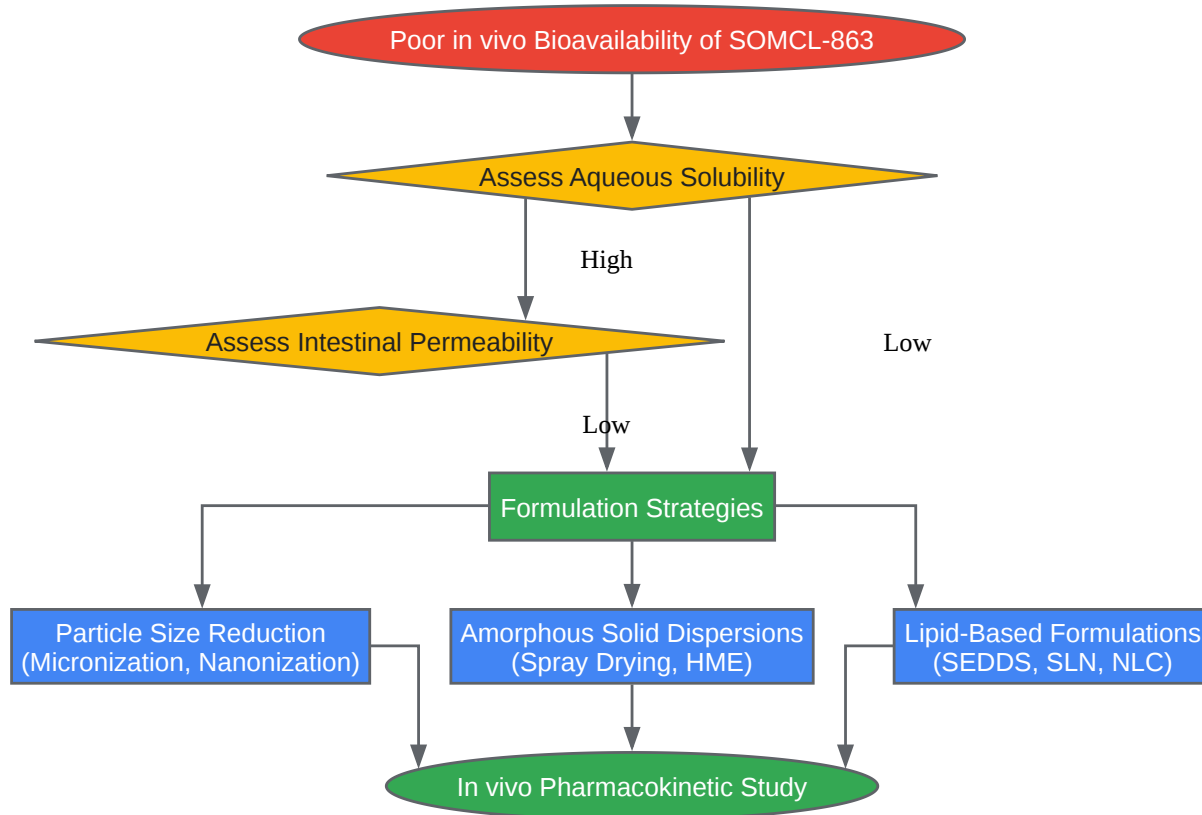 Poor in vivo Bioavailability of SOMCL-863
Assess Aqueous Solubility
High
Assess Intestinal Permeability
Low
Low
Formulation Strategies
Particle Size Reduction
(Micronization, Nanonization)
Amorphous Solid Dispersions
(Spray Drying, HME)
Lipid-Based Formulations
(SEDDS, SLN, NLC)
In vivo Pharmacokinetic Study